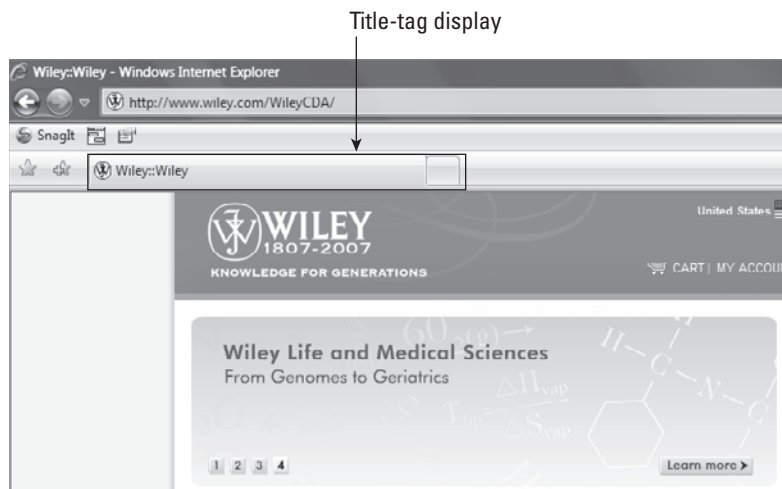 Title-tag display
Wiley::Wiley - Windows Internet Explorer
http://www.wiley.com/WileyCDA/
SnagIt
Wiley::Wiley
WILEY
1807-2007
KNOWLEDGE FOR GENERATIONS
United States
CART | MY ACCOU
Wiley Life and Medical Sciences
From Genomes to Geriatrics
1 2 3 4
Learn more >